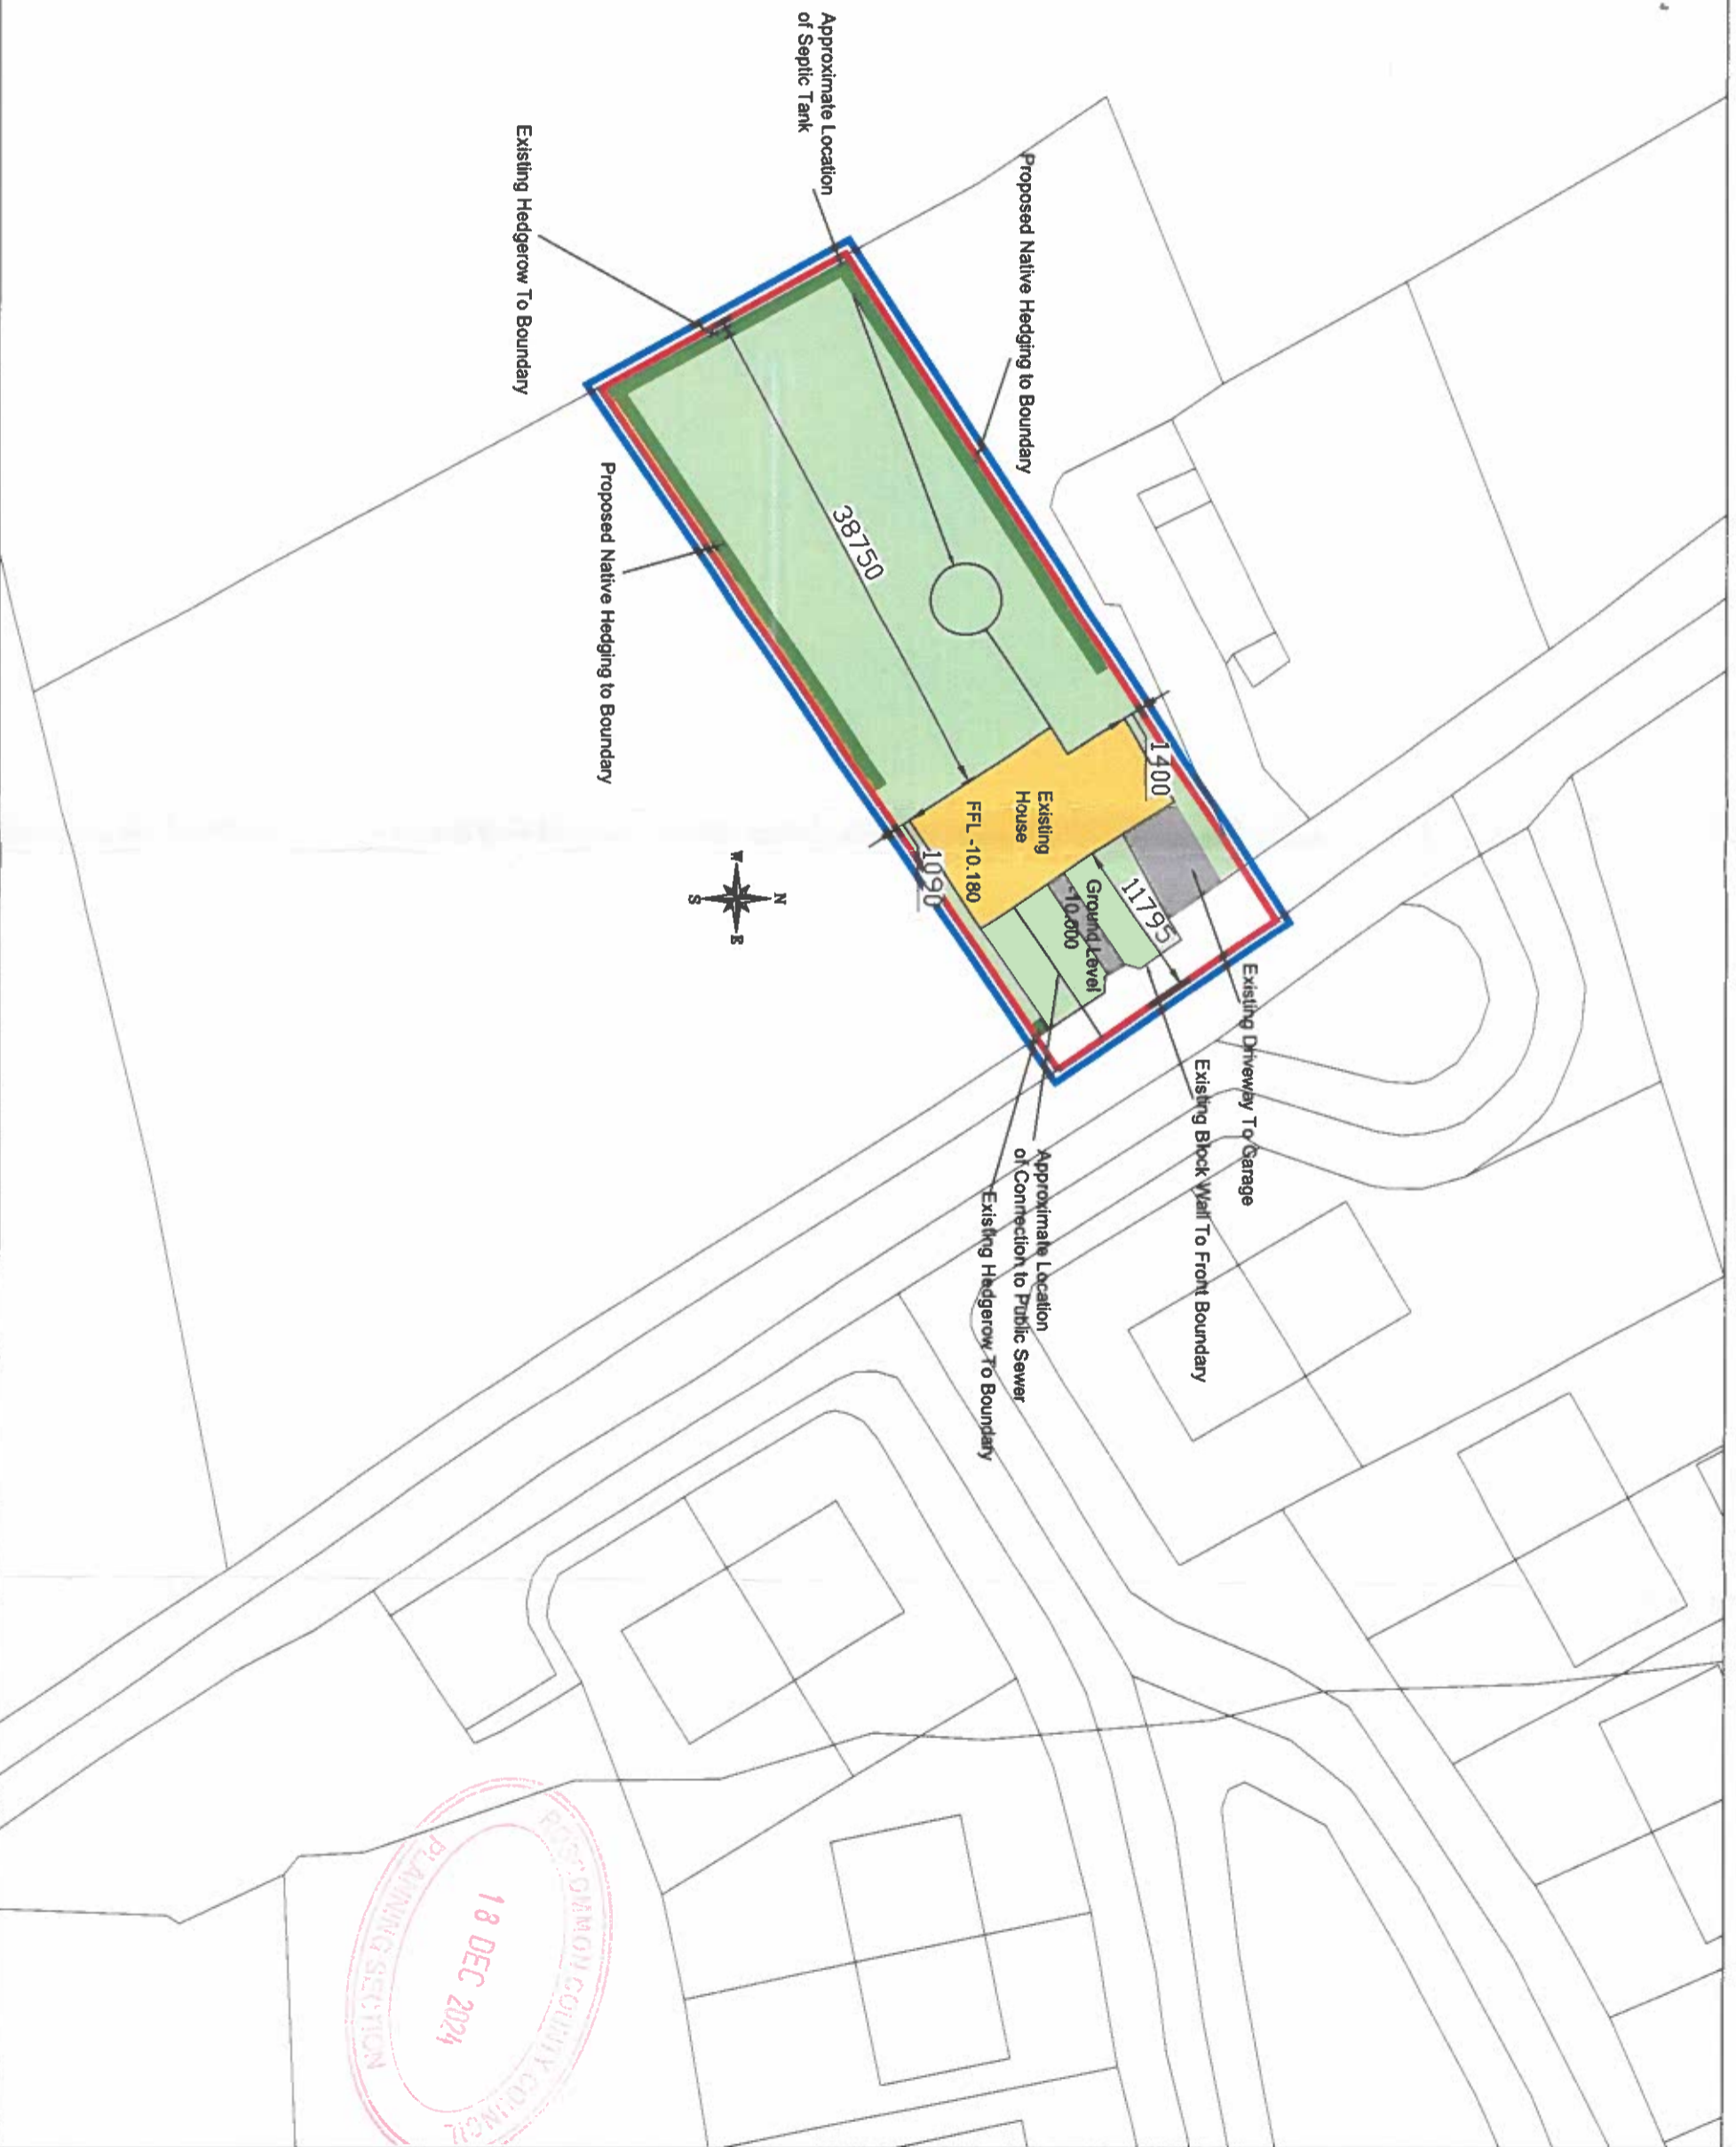 Existing Driveway To Garage
Existing Block Wall To Front Boundary
Proposed Native Hedging to Boundary
Approximate Location
of Septic Tank
1400
11795
Ground Level
-10.000
Existing
House
FFL -10.180
38750
1090
Approximate Location
of Connection to Public Sewer
Existing Hedgerow To Boundary
Existing Hedgerow To Boundary
Proposed Native Hedging to Boundary
N
W
E
S
ROSCOMMON COUNTY COUNCIL
18 DEC 2024
PLANNING SECTION